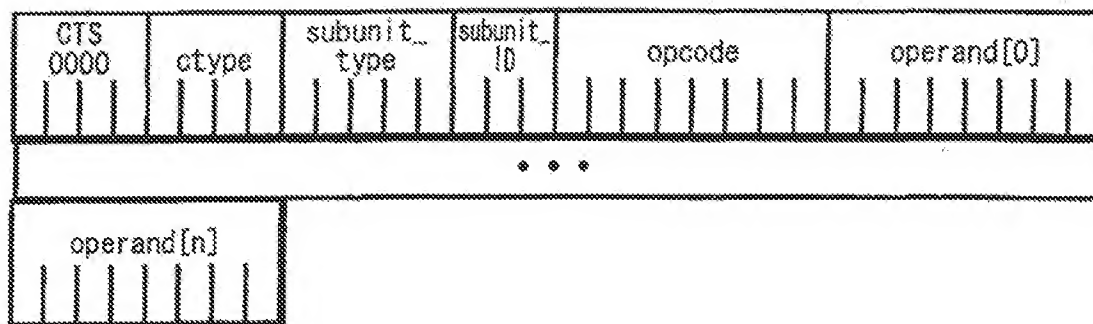 CTS
0000
ctype
subunit_
type
subunit_
ID
opcode
operand[0]
• • •
operand[n]